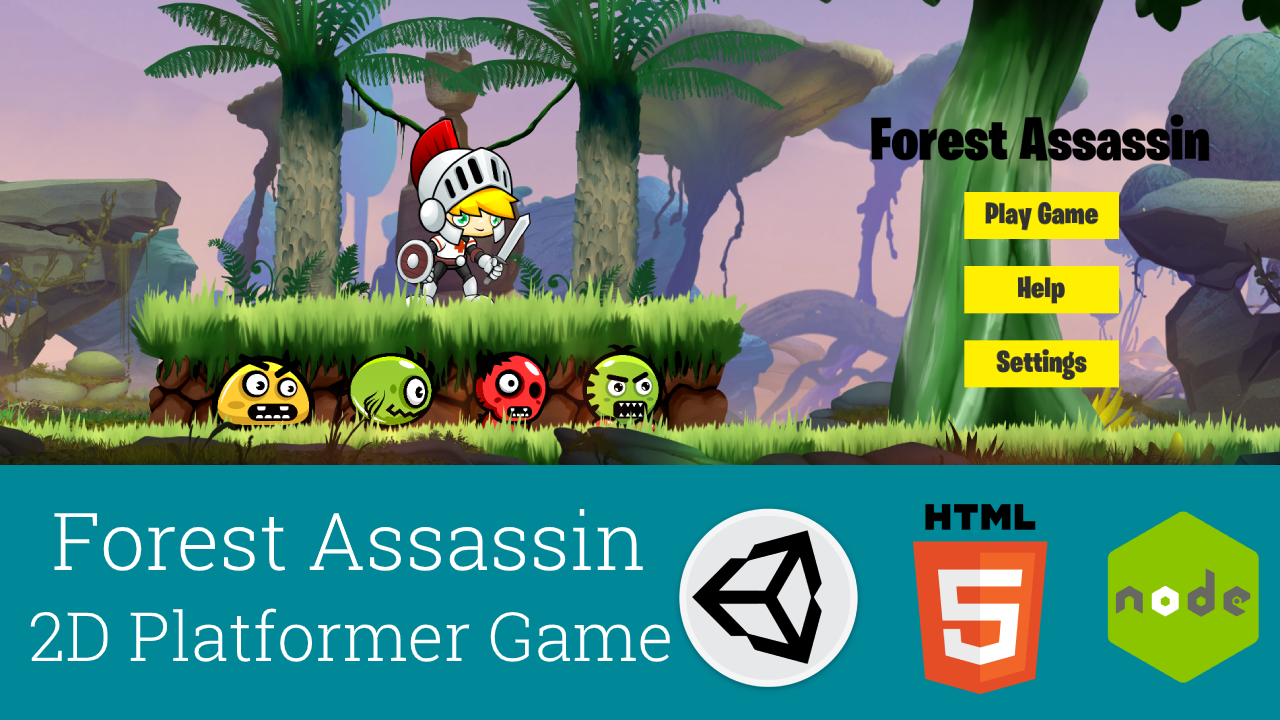 Forest Assassin
Play Game
Help
Settings
Forest Assassin
2D Platformer Game
HTML
5
node